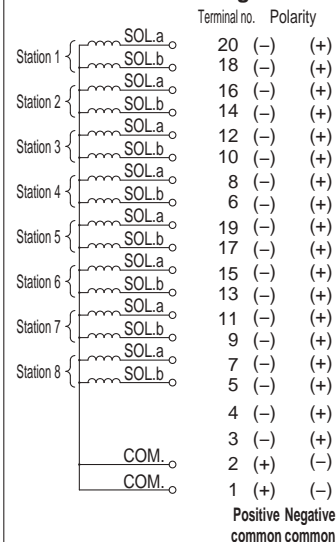 Terminal no. Polarity
Station 1 SOL.a 20 (–) (+)
SOL.b 18 (–) (+)
Station 2 SOL.a 16 (–) (+)
SOL.b 14 (–) (+)
Station 3 SOL.a 12 (–) (+)
SOL.b 10 (–) (+)
Station 4 SOL.a 8 (–) (+)
SOL.b 6 (–) (+)
Station 5 SOL.a 19 (–) (+)
SOL.b 17 (–) (+)
Station 6 SOL.a 15 (–) (+)
SOL.b 13 (–) (+)
Station 7 SOL.a 11 (–) (+)
SOL.b 9 (–) (+)
Station 8 SOL.a 7 (–) (+)
SOL.b 5 (–) (+)
4 (–) (+)
3 (–) (+)
COM. 2 (+) (–)
COM. 1 (+) (–)
Positive Negative
common common